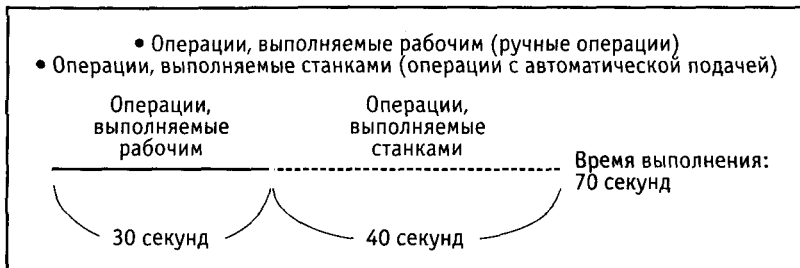 • Операции, выполняемые рабочим (ручные операции)
• Операции, выполняемые станками (операции с автоматической подачей)
Операции,
выполняемые
рабочим
Операции,
выполняемые
станками
Время выполнения:
70 секунд
30 секунд
40 секунд